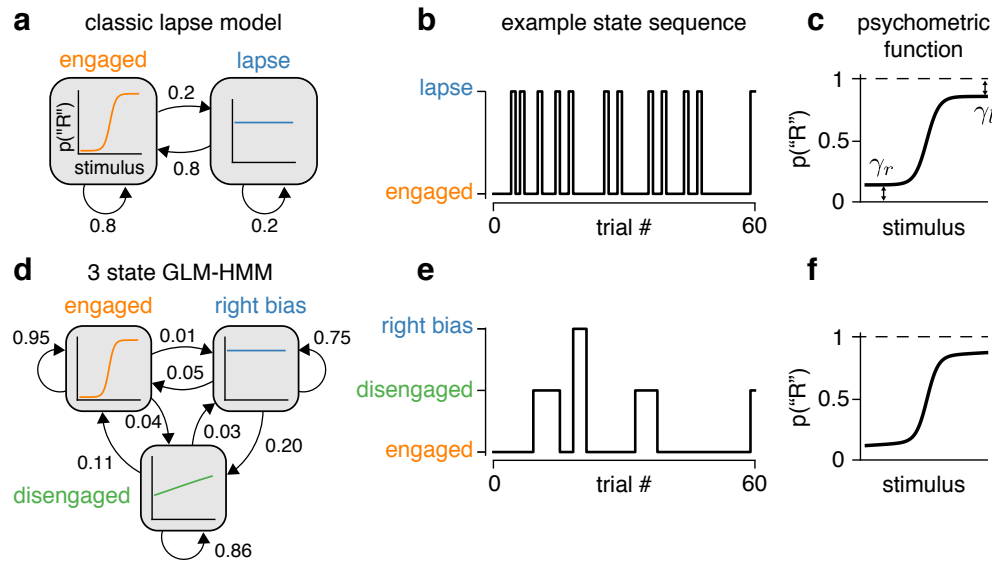 a
classic lapse model
engaged
lapse
p("R")
stimulus
0.2
0.8
0.8
0.2
b
example state sequence
lapse
engaged
0
trial #
60
c
psychometric
function
1
0.5
0
p("R")
γr
γl
stimulus
d
3 state GLM-HMM
engaged
right bias
0.95
0.01
0.75
0.05
0.04
0.03
0.20
0.11
disengaged
0.86
e
right bias
disengaged
engaged
0
trial #
60
f
1
0.5
0
p("R")
stimulus